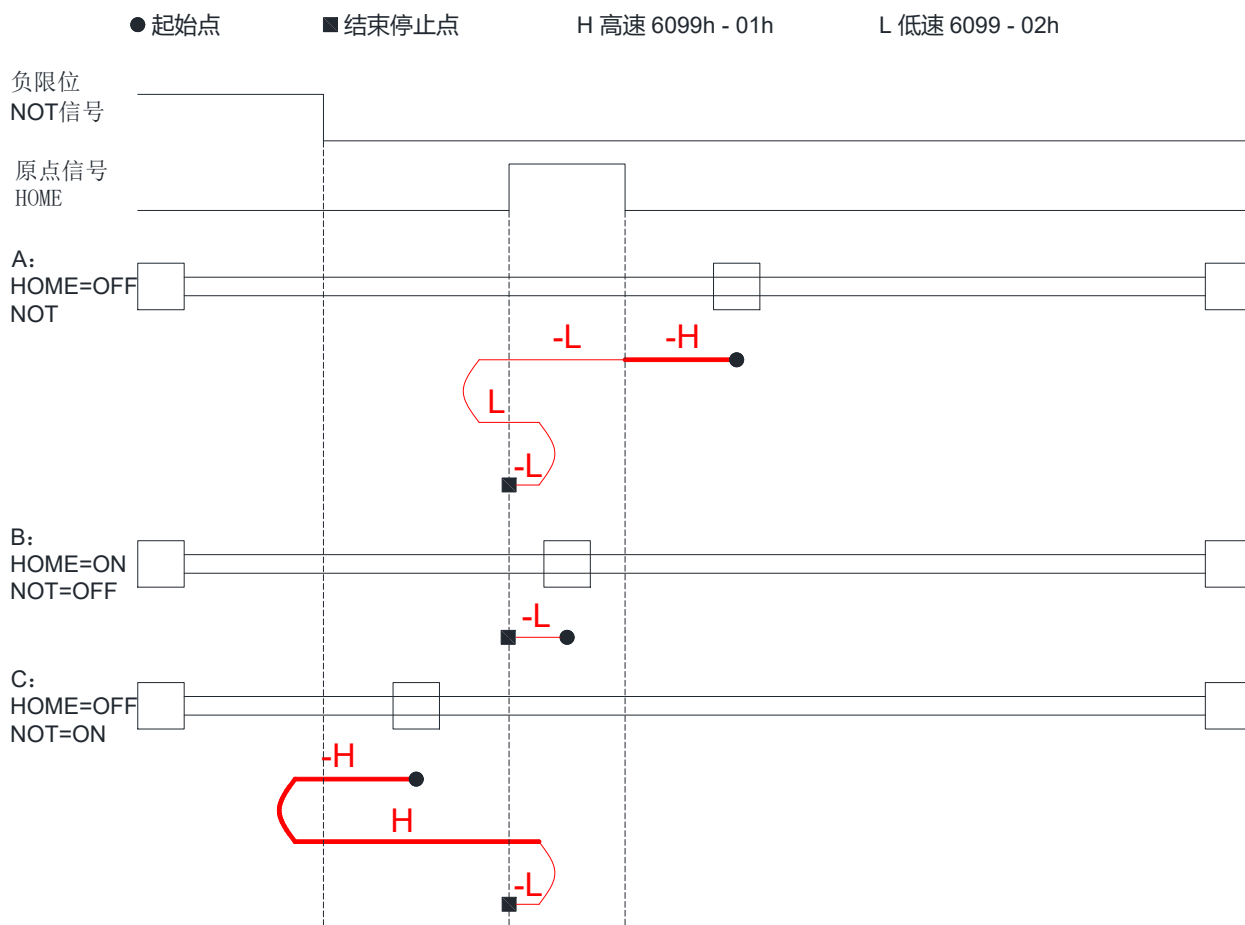 ● 起始点 ■ 结束停止点 H 高速 6099h - 01h L 低速 6099 - 02h
负限位
NOT信号
原点信号
HOME
A:
HOME=OFF
NOT
-L -H
L
-L
B:
HOME=ON
NOT=OFF
-L
C:
HOME=OFF
NOT=ON
-H
H
-L